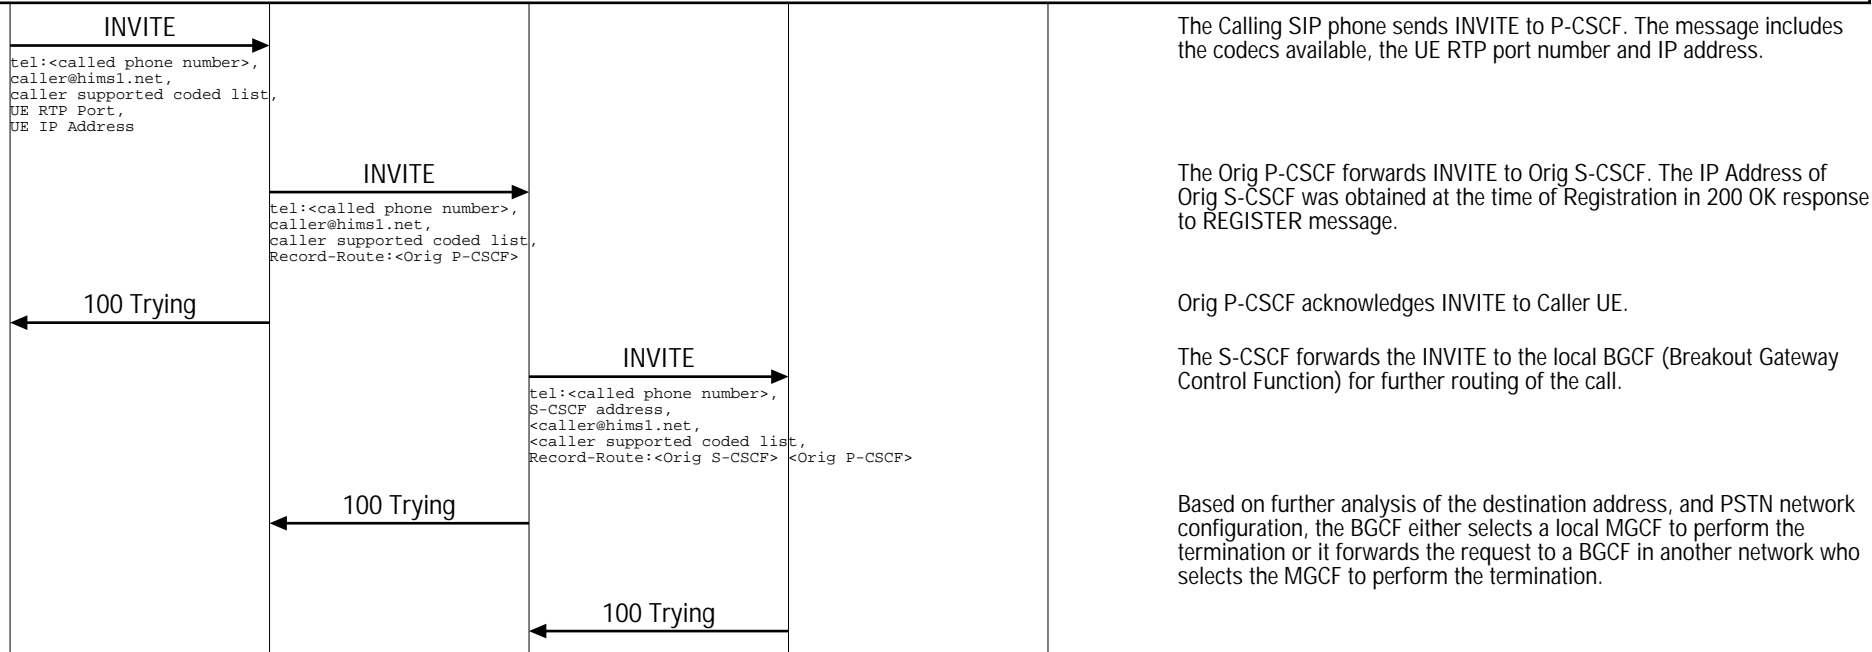 INVITE
tel:<called phone number>,
caller@hims1.net,
caller supported coded list,
UE RTP Port,
UE IP Address
The Calling SIP phone sends INVITE to P-CSCF. The message includes
the codecs available, the UE RTP port number and IP address.
INVITE
tel:<called phone number>,
caller@hims1.net,
caller supported coded list,
Record-Route:<Orig P-CSCF>
The Orig P-CSCF forwards INVITE to Orig S-CSCF. The IP Address of
Orig S-CSCF was obtained at the time of Registration in 200 OK response
to REGISTER message.
100 Trying
Orig P-CSCF acknowledges INVITE to Caller UE.
INVITE
tel:<called phone number>,
S-CSCF address,
<caller@hims1.net,
<caller supported coded list,
Record-Route:<Orig S-CSCF> <Orig P-CSCF>
The S-CSCF forwards the INVITE to the local BGCF (Breakout Gateway
Control Function) for further routing of the call.
100 Trying
Based on further analysis of the destination address, and PSTN network
configuration, the BGCF either selects a local MGCF to perform the
termination or it forwards the request to a BGCF in another network who
selects the MGCF to perform the termination.
100 Trying